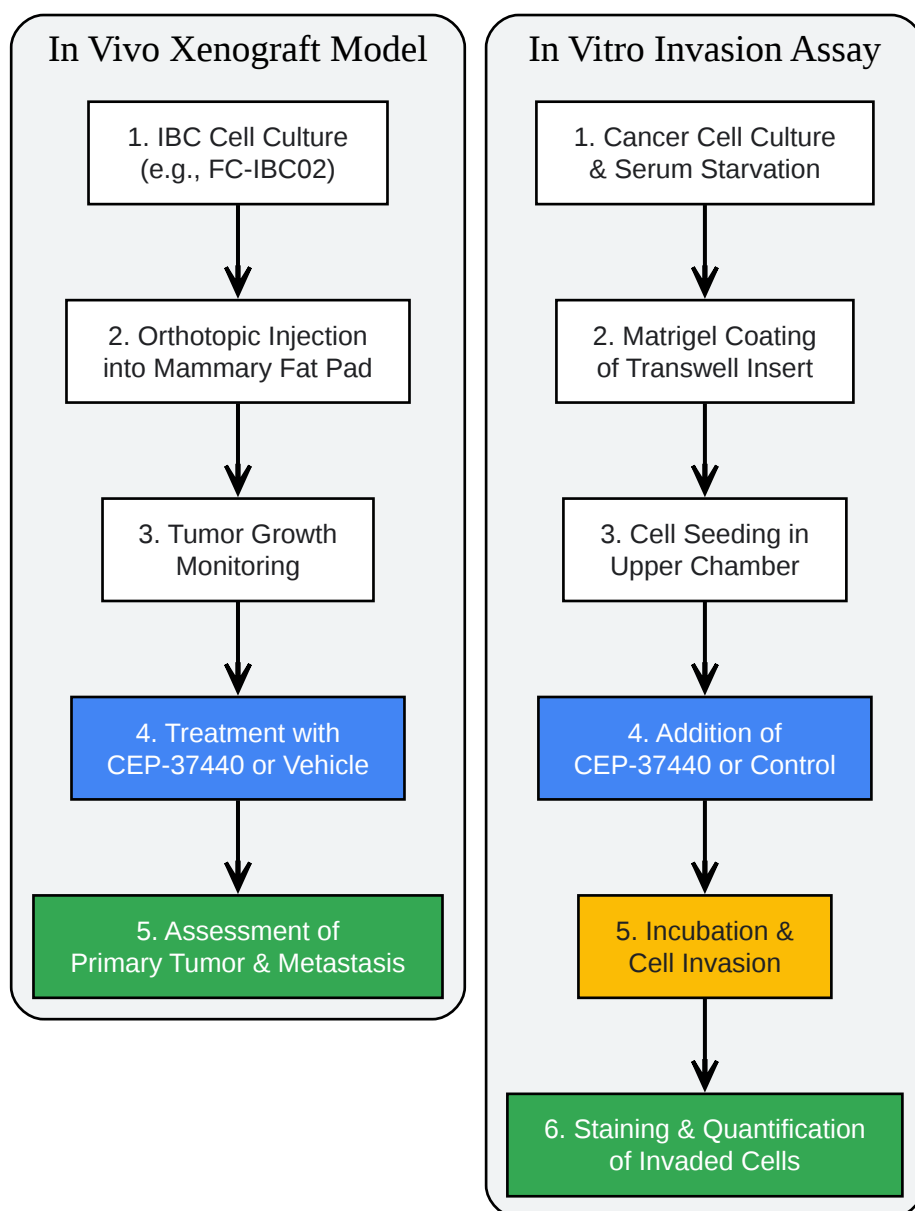 In Vivo Xenograft Model
1. IBC Cell Culture
(e.g., FC-IBC02)
2. Orthotopic Injection
into Mammary Fat Pad
3. Tumor Growth
Monitoring
4. Treatment with
CEP-37440 or Vehicle
5. Assessment of
Primary Tumor & Metastasis
In Vitro Invasion Assay
1. Cancer Cell Culture
& Serum Starvation
2. Matrigel Coating
of Transwell Insert
3. Cell Seeding in
Upper Chamber
4. Addition of
CEP-37440 or Control
5. Incubation &
Cell Invasion
6. Staining & Quantification
of Invaded Cells